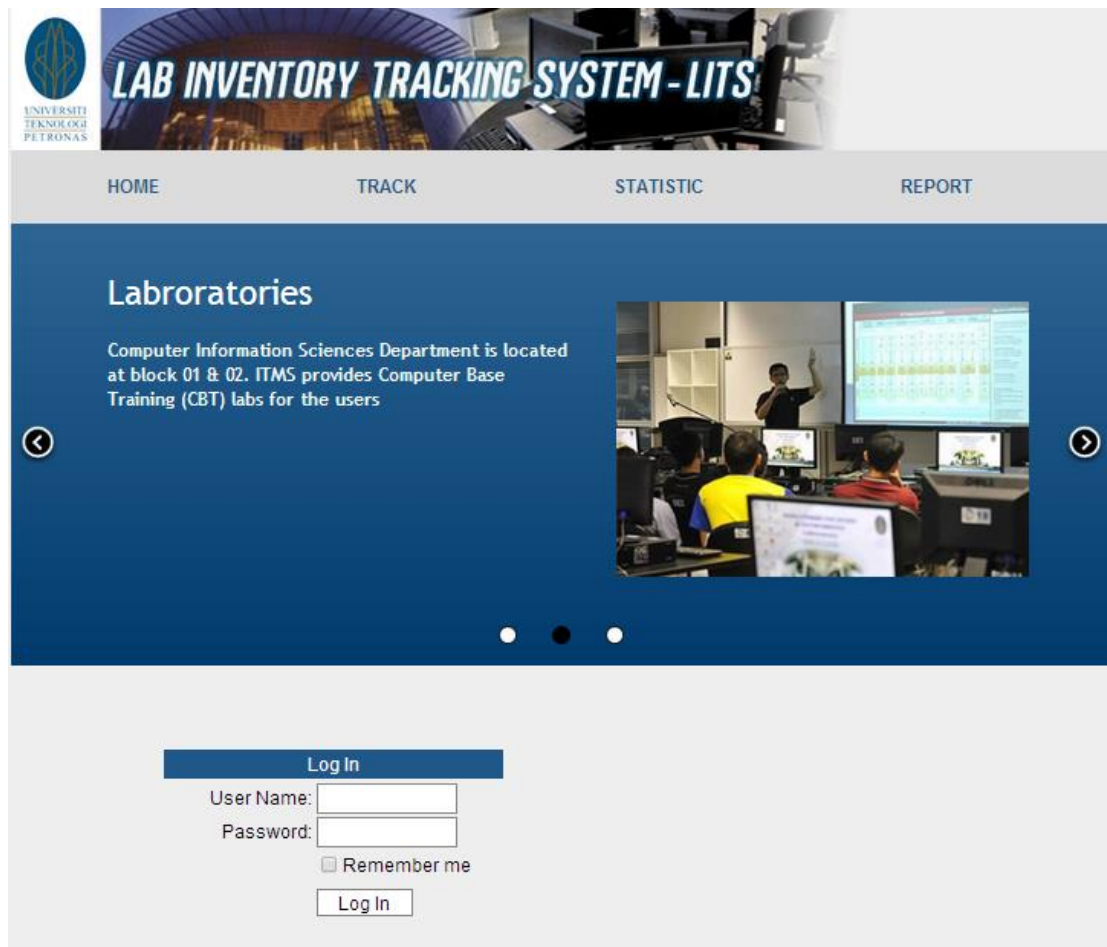 UNIVERSITI
TEKNOLOGI
PETRONAS
LAB INVENTORY TRACKING SYSTEM - LITS
HOME
TRACK
STATISTIC
REPORT
Labroratories
Computer Information Sciences Department is located
at block 01 & 02. ITMS provides Computer Base
Training (CBT) labs for the users
Log In
User Name:
Password:
Remember me
Log In